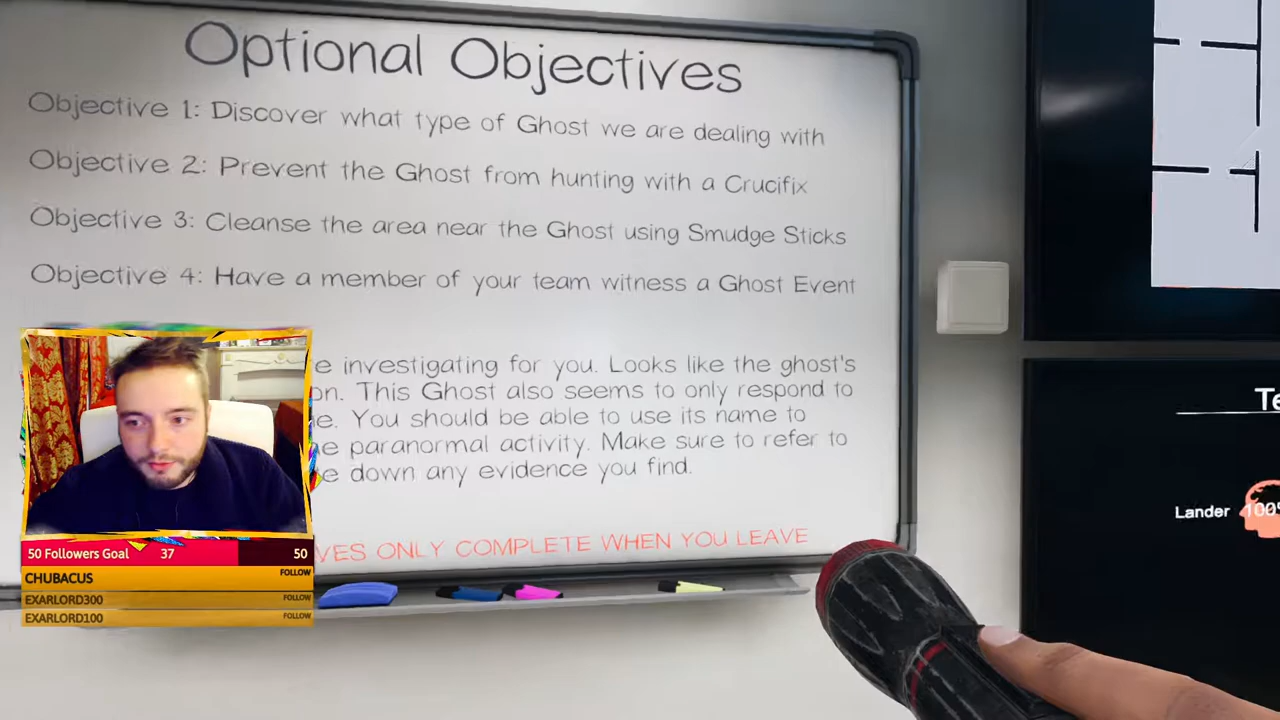 Optional Objectives
Objective 1: Discover what type of Ghost we are dealing with
Objective 2: Prevent the Ghost from hunting with a Crucifix
Objective 3: Cleanse the area near the Ghost using Smudge Sticks
Objective 4: Have a member of your team witness a Ghost Event
e investigating for you. Looks like the ghost's
on. This Ghost also seems to only respond to
e. You should be able to use its name to
e paranormal activity. Make sure to refer to
e down any evidence you find.
VES ONLY COMPLETE WHEN YOU LEAVE
50 Followers Goal 37 50
CHUBACUS FOLLOW
EXARLORD300 FOLLOW
EXARLORD100 FOLLOW
Te
Lander 100%